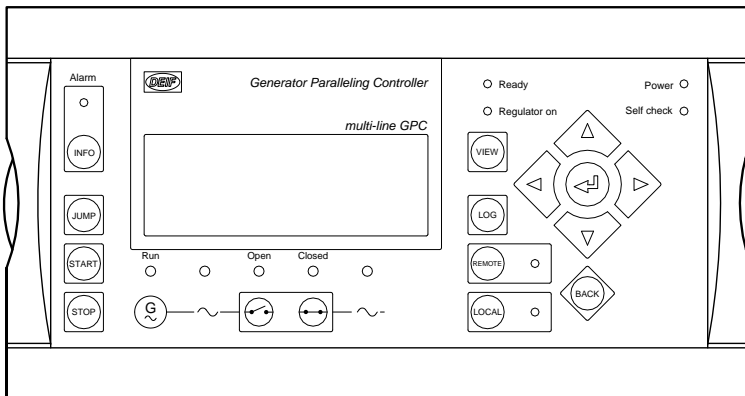 Alarm
DEIF
Generator Paralleling Controller
multi-line GPC
Ready
Power
Regulator on
Self check
INFO
VIEW
JUMP
LOG
START
Run
Open
Closed
REMOTE
STOP
G
LOCAL
BACK